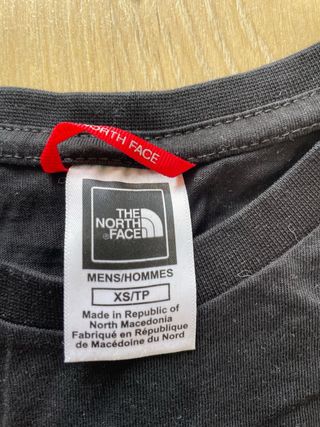 THE NORTH FACE
THE
NORTH
FACE
MENS/HOMMES
XS/TP
Made in Republic of
North Macedonia
Fabriqué en République
de Macédoine du Nord